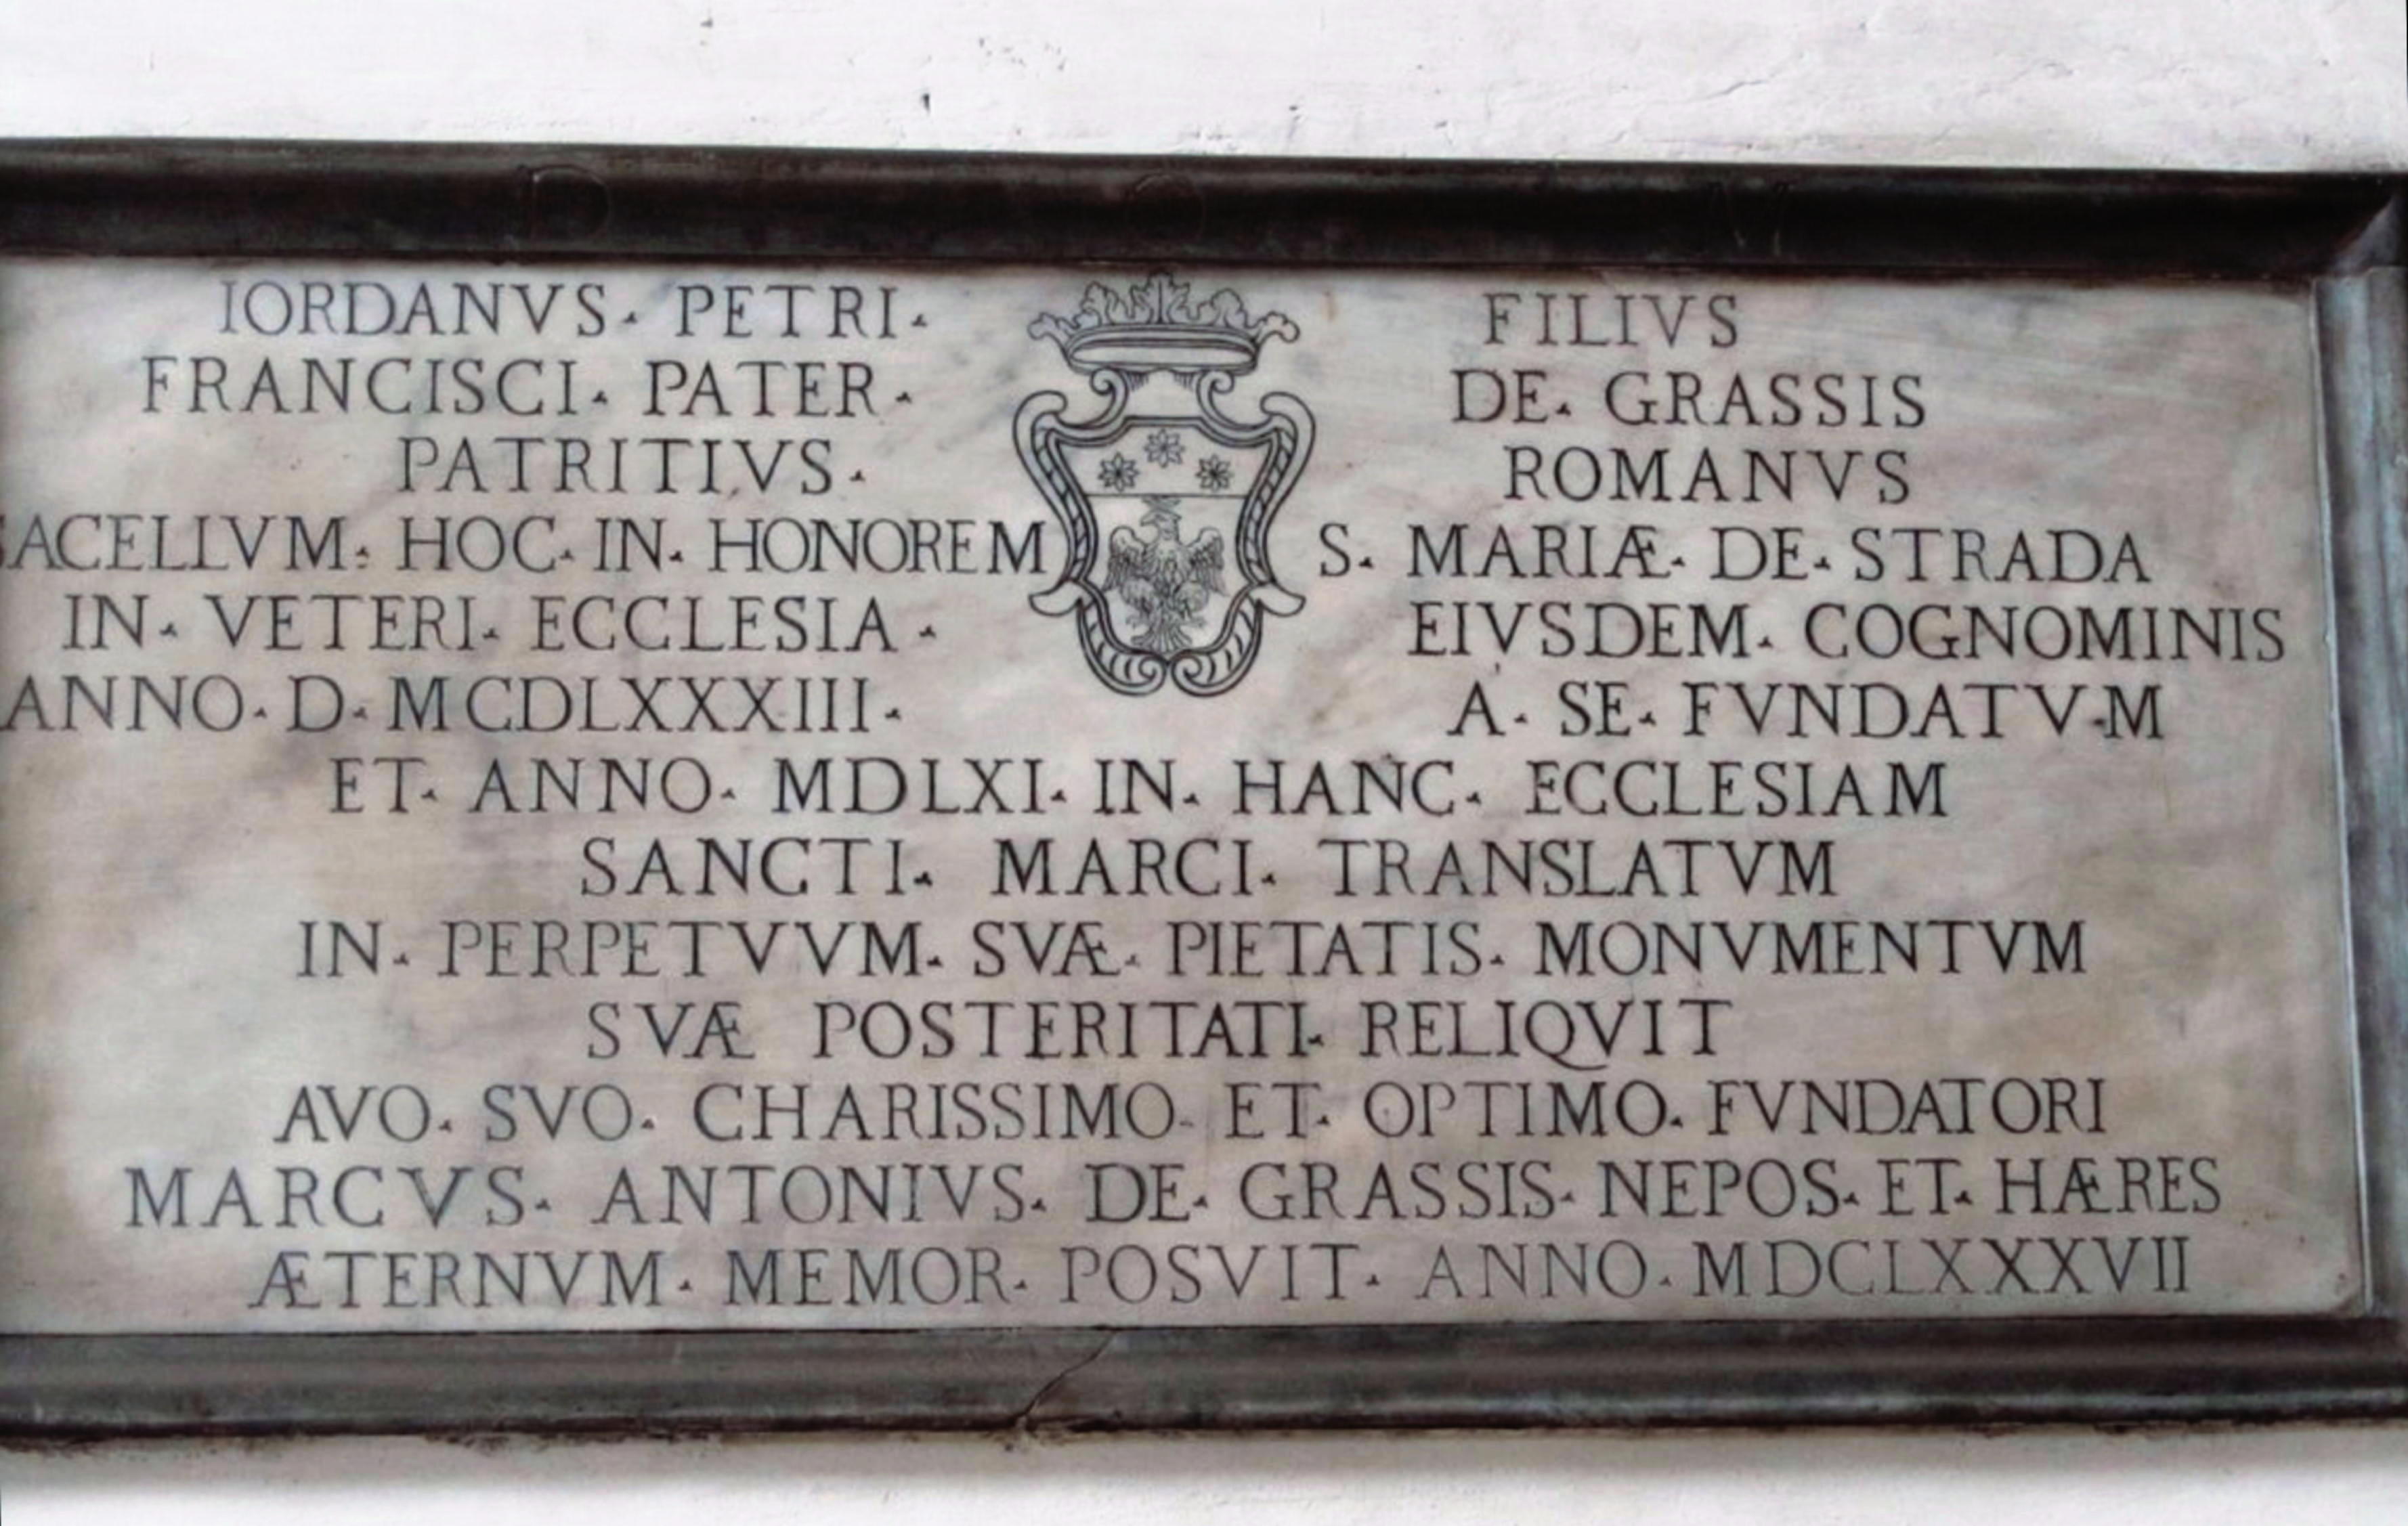 IORDANVS · PETRI · FILIVS
FRANCISCI · PATER · DE · GRASSIS
PATRITIVS · ROMANVS
SACELLVM · HOC · IN · HONOREM S · MARIÆ · DE · STRADA
IN · VETERI · ECCLESIA · EIVSDEM · COGNOMINIS
ANNO · D · MCDLXXXIII · A · SE · FVNDATVM
ET · ANNO · MDLXI · IN · HANC · ECCLESIAM
SANCTI · MARCI · TRANSLATVM
IN · PERPETVVM · SVÆ · PIETATIS · MONVMENTVM
SVÆ POSTERITATI · RELIQVIT
AVO · SVO · CHARISSIMO · ET · OPTIMO · FVNDATORI
MARCVS · ANTONIVS · DE · GRASSIS · NEPOS · ET · HÆRES
ÆTERNVM · MEMOR · POSVIT · ANNO · MDCLXXXVII